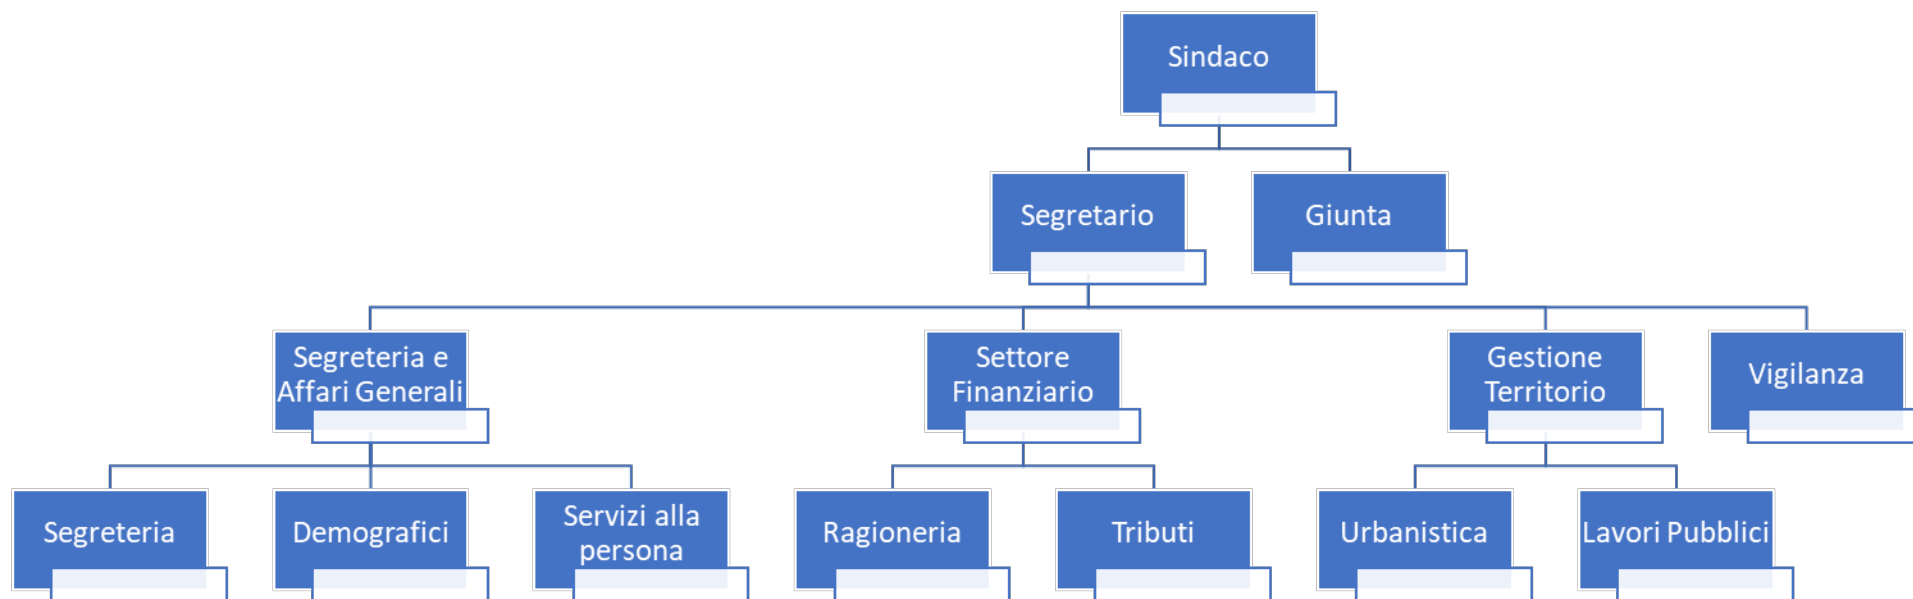 Sindaco
Segretario
Giunta
Segreteria e
Affari Generali
Settore
Finanziario
Gestione
Territorio
Vigilanza
Segreteria
Demografici
Servizi alla
persona
Ragioneria
Tributi
Urbanistica
Lavori Pubblici